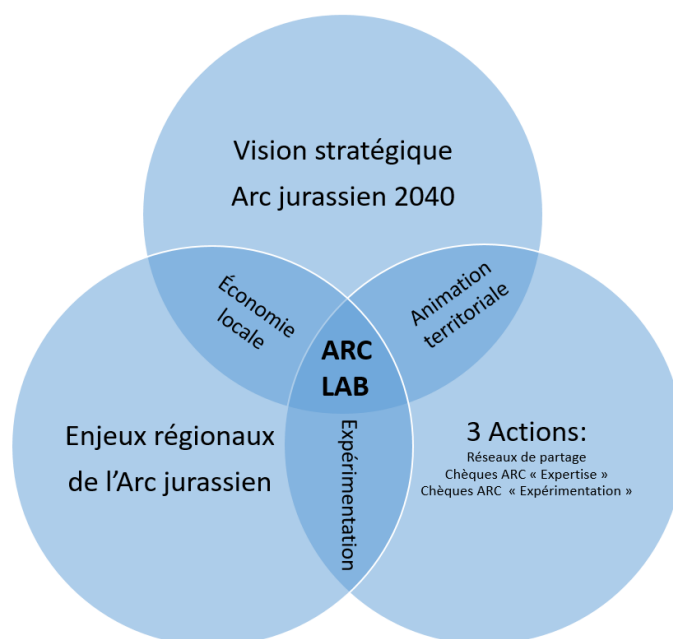 Vision stratégique
Arc jurassien 2040
Économie
locale
Animation
territoriale
ARC
LAB
Enjeux régionaux
de l’Arc jurassien
Expérimentation
3 Actions:
Réseaux de partage
Chèques ARC « Expertise »
Chèques ARC « Expérimentation »